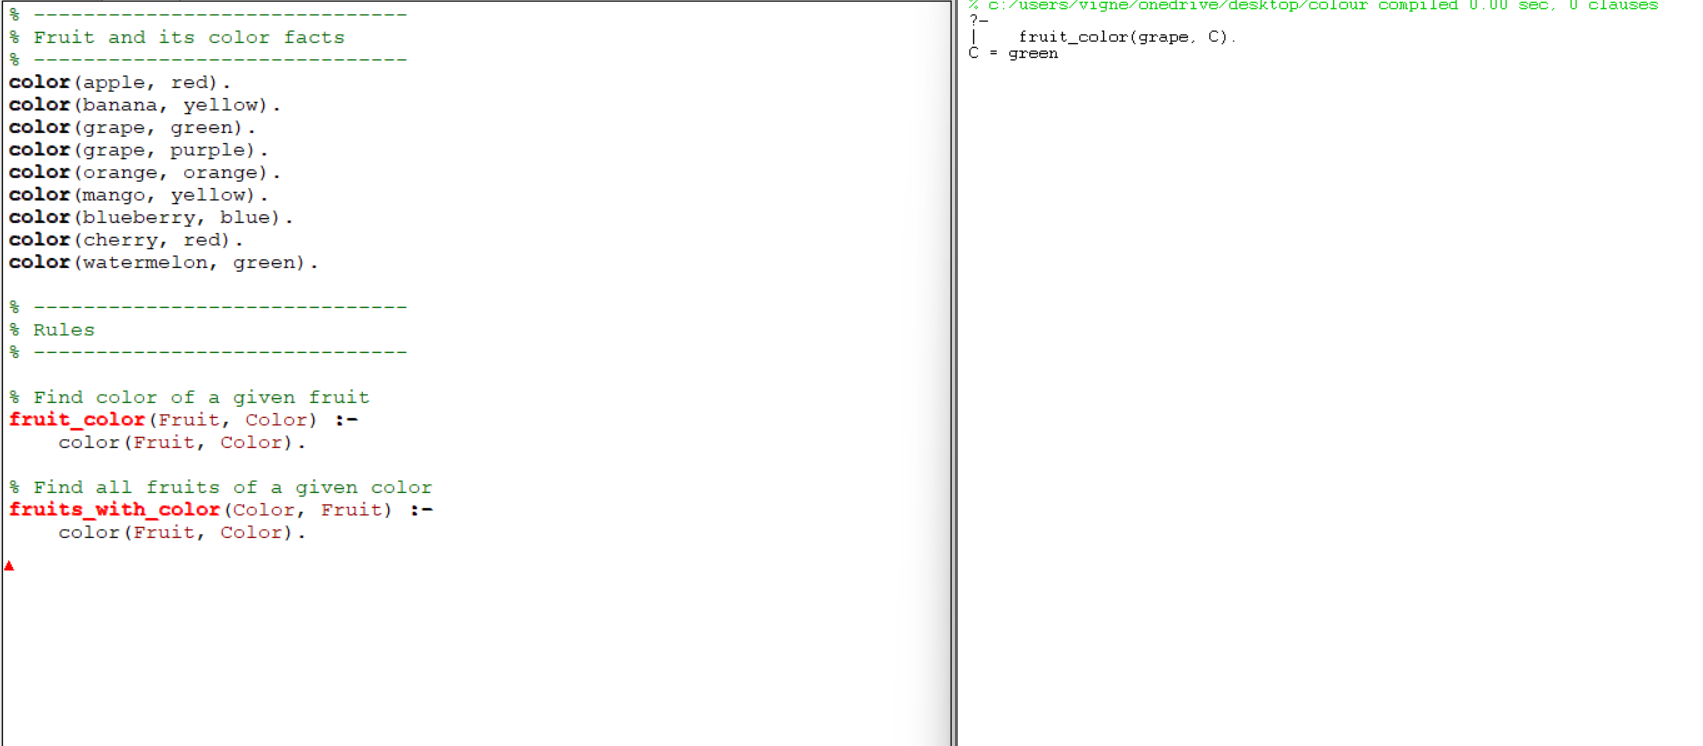 % ------------------------------
% Fruit and its color facts
% ------------------------------
color(apple, red).
color(banana, yellow).
color(grape, green).
color(grape, purple).
color(orange, orange).
color(mango, yellow).
color(blueberry, blue).
color(cherry, red).
color(watermelon, green).
% ------------------------------
% Rules
% ------------------------------
% Find color of a given fruit
fruit_color(Fruit, Color) :-
    color(Fruit, Color).
% Find all fruits of a given color
fruits_with_color(Color, Fruit) :-
    color(Fruit, Color).
% c:/users/vigne/onedrive/desktop/colour compiled 0.00 sec, 0 clauses
?-
|    fruit_color(grape, C).
C = green